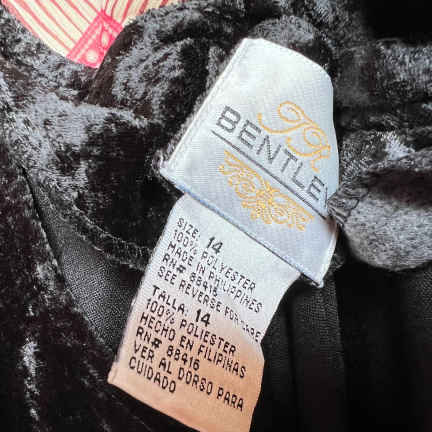 BENTLEY
SIZE: 14
100% POLYESTER
MADE IN PHILIPPINES
RN# 88416
SEE REVERSE FOR CARE
TALLA: 14
100% POLIESTER
HECHO EN FILIPINAS
RN# 88416
VER AL DORSO PARA
CUIDADO